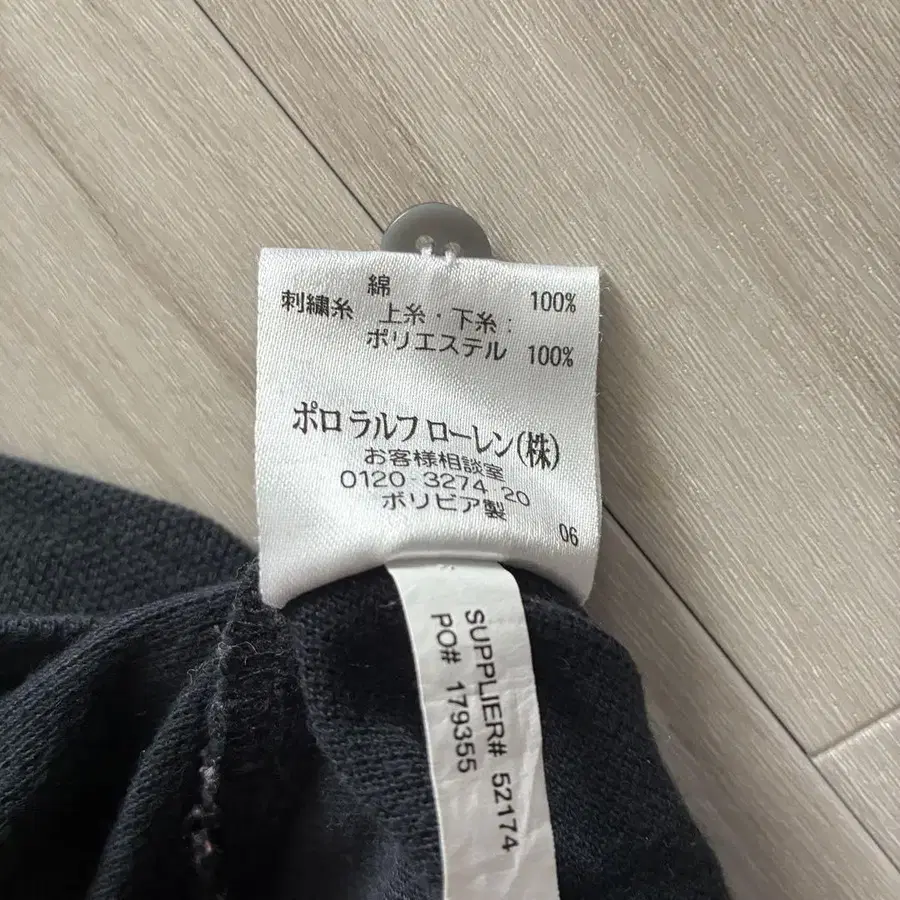 綿 100%
刺繍糸 上糸・下糸:
ポリエステル 100%
ポロ ラルフ ローレン(株)
お客様相談室
0120-3274-20
ボリビア製
06
SUPPLIER# 52174
PO# 179355